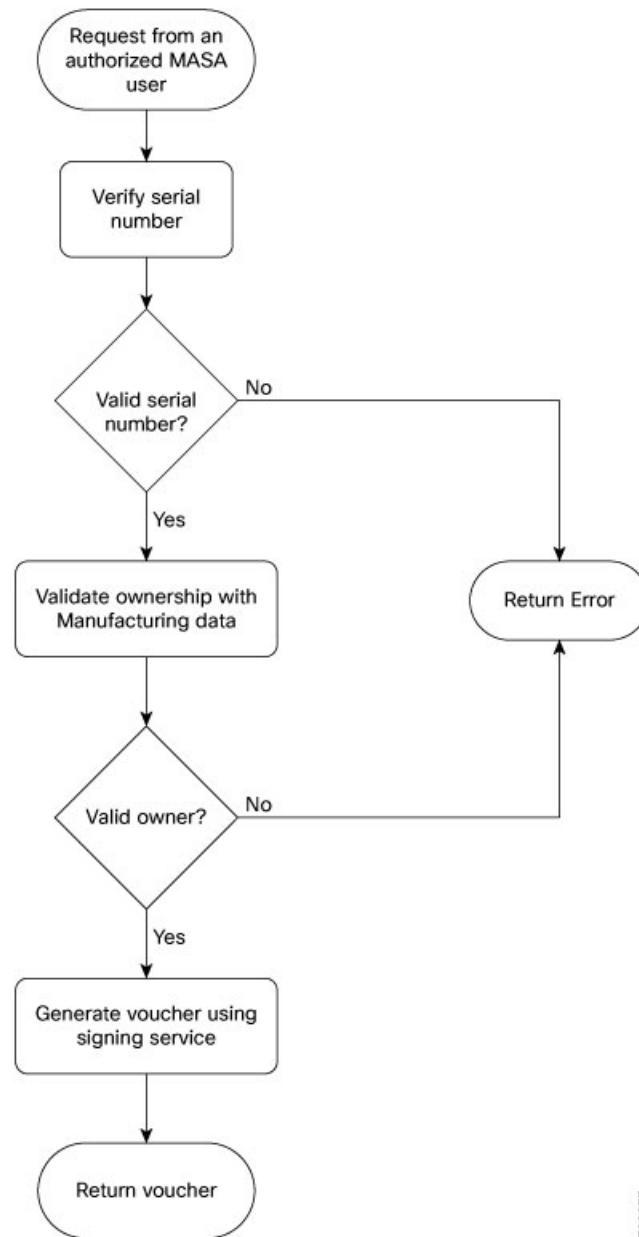 Request from an
authorized MASA
user
Verify serial
number
Valid serial
number?
No
Yes
Validate ownership with
Manufacturing data
Return Error
Valid owner?
No
Yes
Generate voucher using
signing service
Return voucher